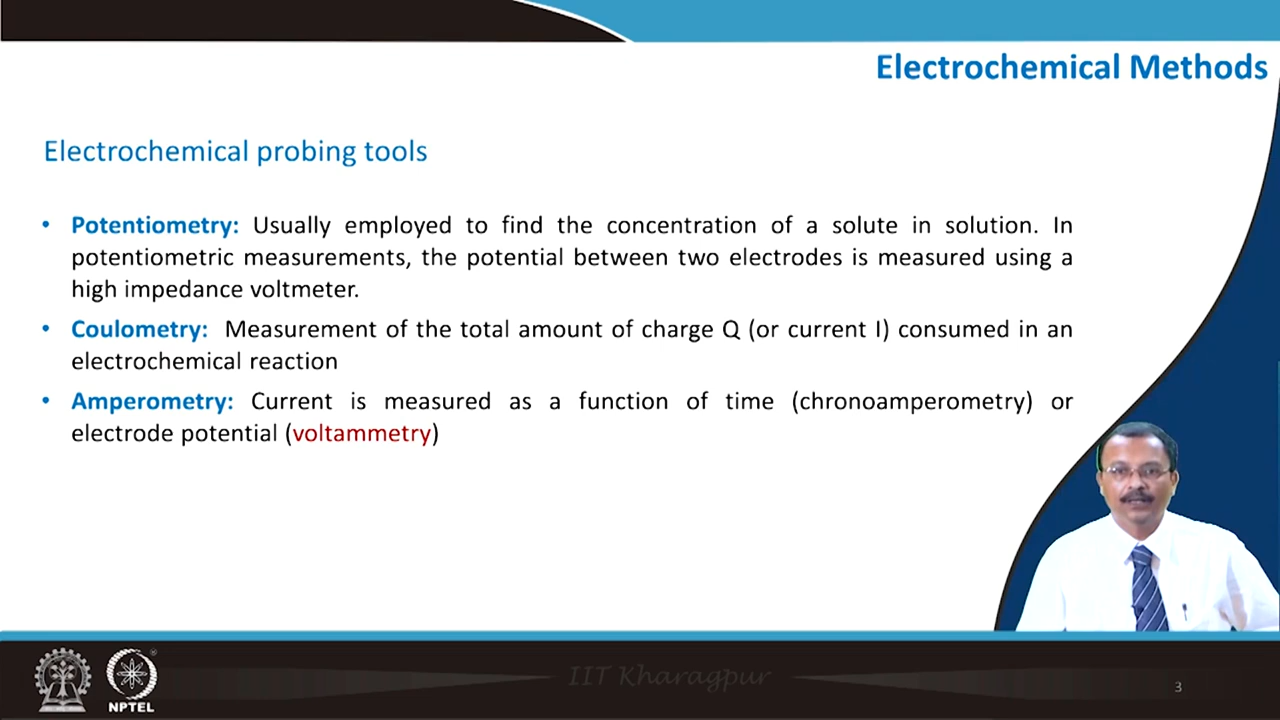 Electrochemical Methods
Electrochemical probing tools
• Potentiometry: Usually employed to find the concentration of a solute in solution. In
potentiometric measurements, the potential between two electrodes is measured using a
high impedance voltmeter.
• Coulometry: Measurement of the total amount of charge Q (or current I) consumed in an
electrochemical reaction
• Amperometry: Current is measured as a function of time (chronoamperometry) or
electrode potential (voltammetry)
IIT Kharagpur
NPTEL
3